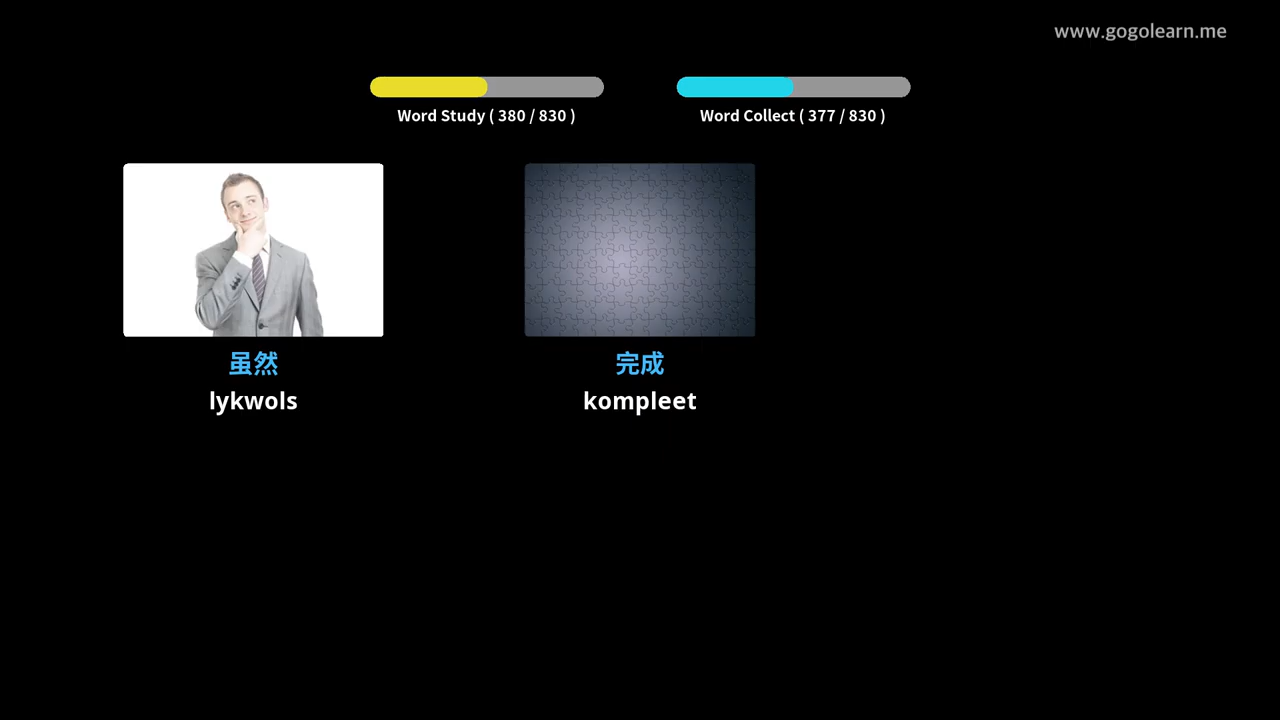 www.gogolearn.me
Word Study ( 380 / 830 )
Word Collect ( 377 / 830 )
虽然
lykwols
完成
kompleet